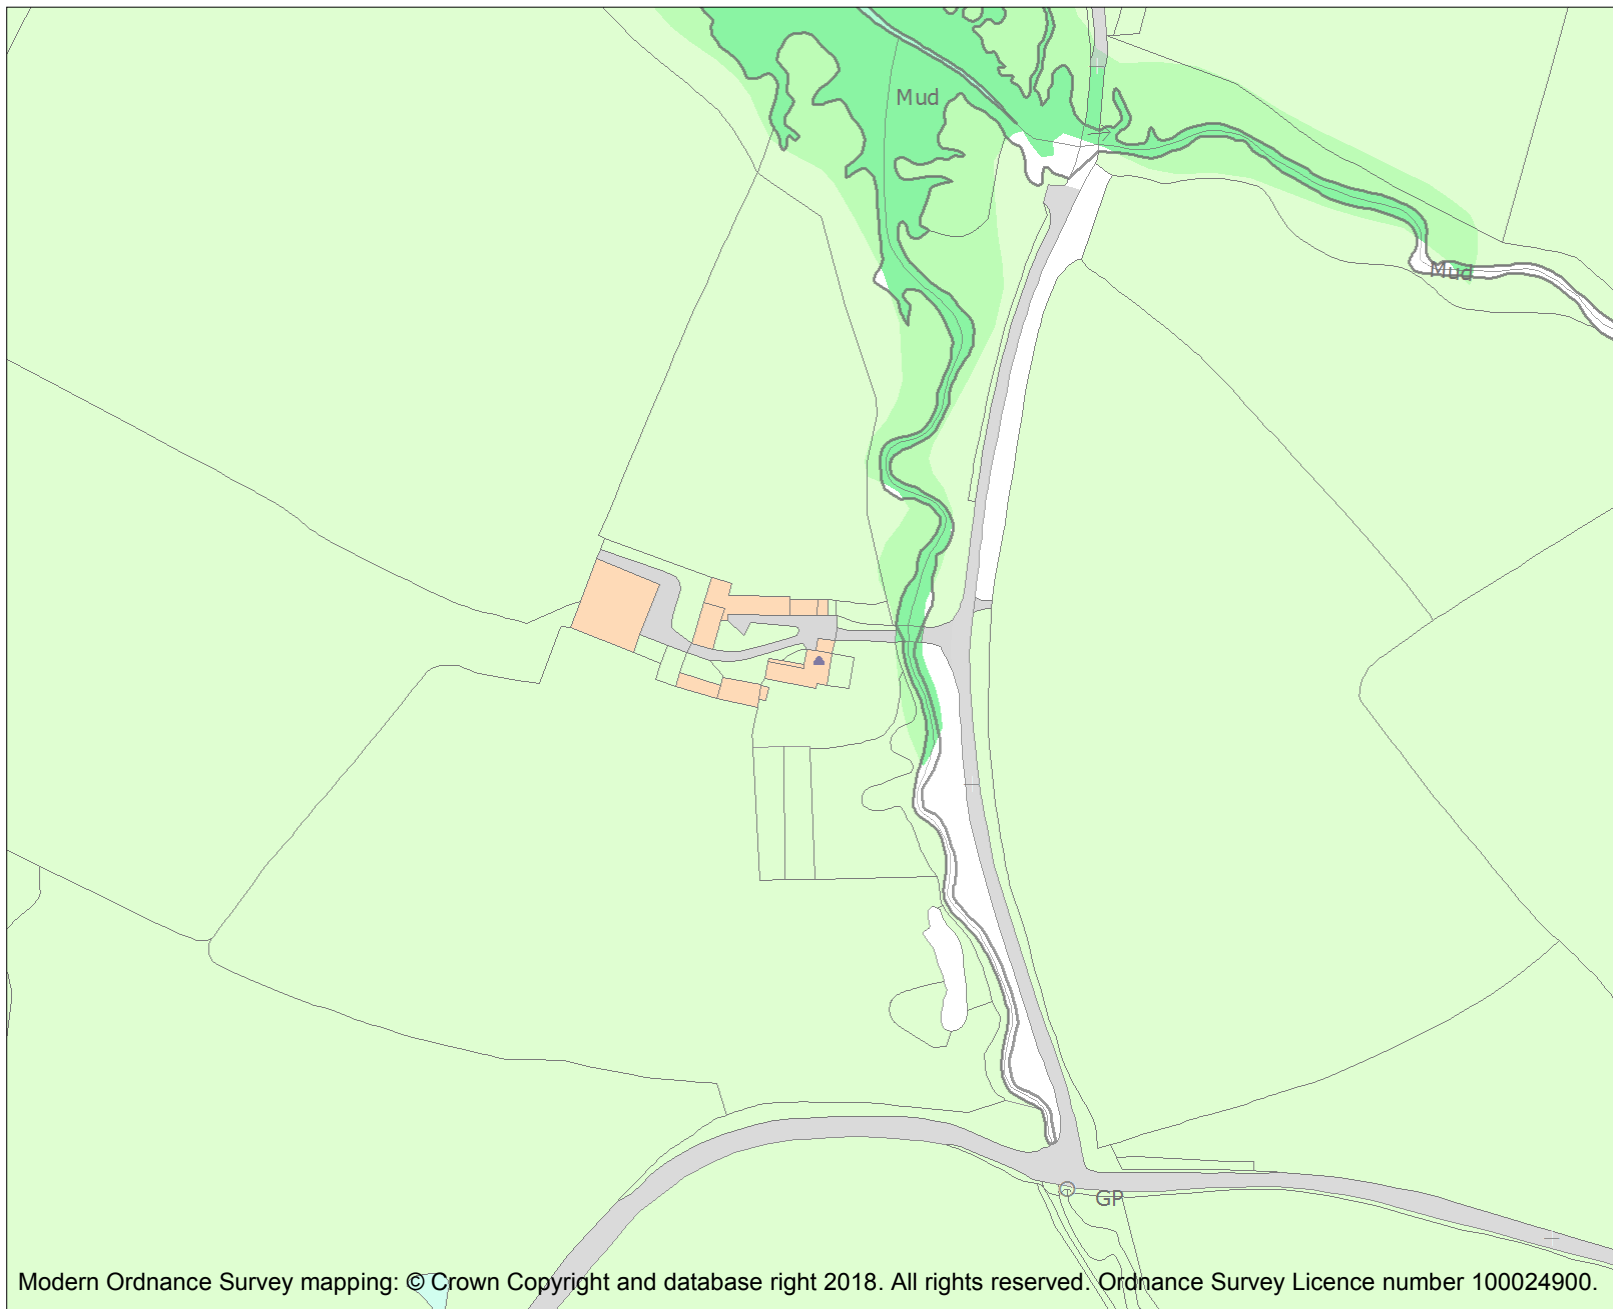 Mud
Mud
GP
Modern Ordnance Survey mapping: © Crown Copyright and database right 2018. All rights reserved. Ordnance Survey Licence number 100024900.